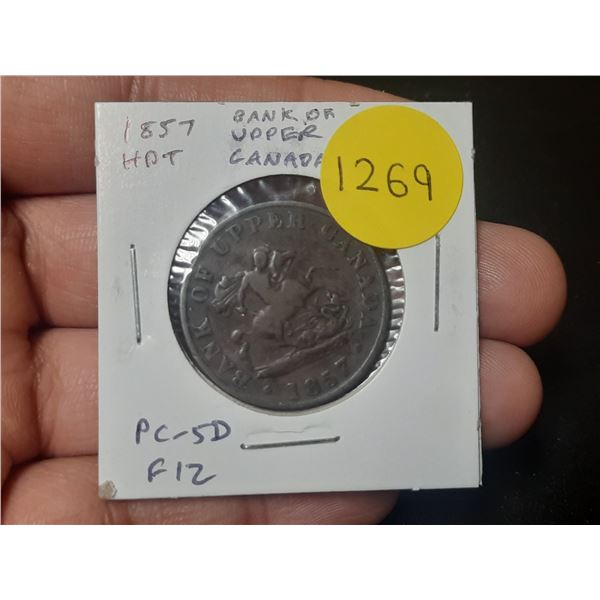 1857 BANK OF
HPT UPPER
CANADA
1269
BANK OF UPPER CANADA
1857
PC-5D
F12